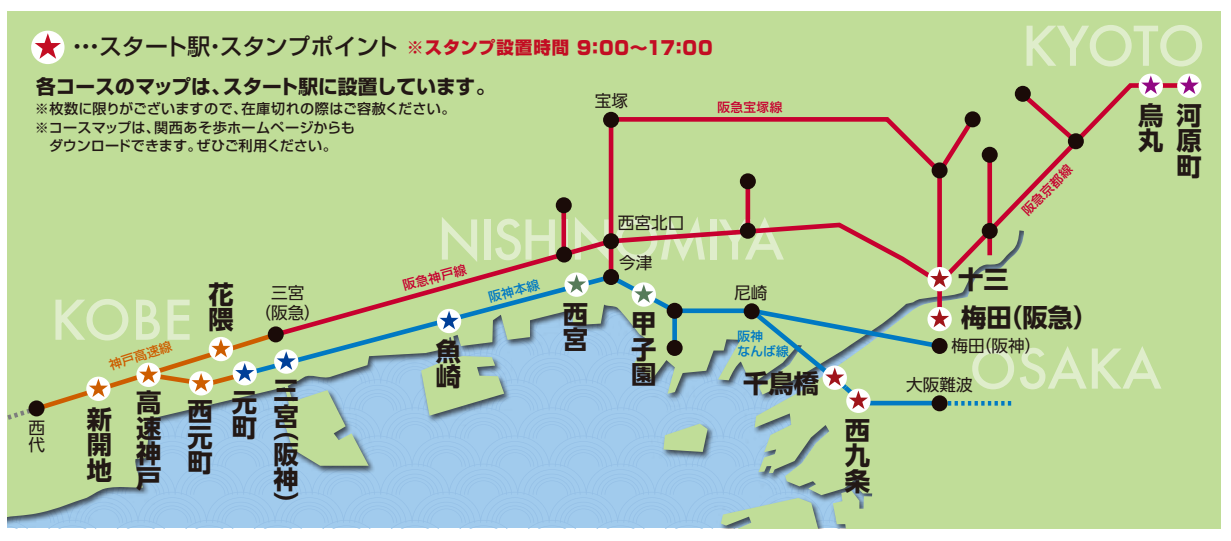 ★…スタート駅・スタンプポイント ※スタンプ設置時間 9:00～17:00
各コースのマップは、スタート駅に設置しています。
※枚数に限りがございますので、在庫切れの際はご容赦ください。
※コースマップは、関西あそ歩ホームページからも
ダウンロードできます。ぜひご利用ください。
KYOTO
烏丸
河原町
宝塚
阪急宝塚線
阪急京都線
NISHINOMIYA
西宮北口
今津
阪急神戸線
阪神本線
十三
梅田(阪急)
KOBE
花隈
三宮
(阪急)
神戸高速線
西宮
甲子園
尼崎
阪神
なんば線
梅田(阪神)
OSAKA
魚崎
千鳥橋
大阪難波
西代
新開地
高速神戸
西元町
元町
三宮(阪神)
西九条